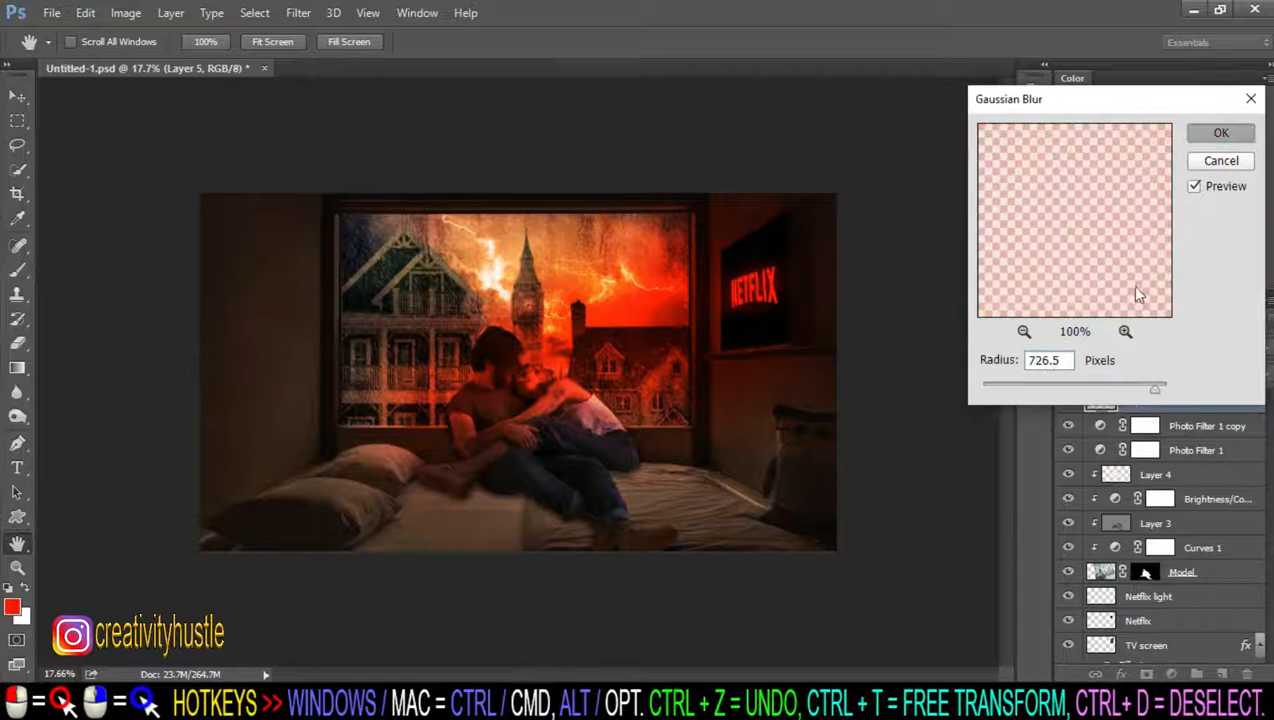 Ps File Edit Image Layer Type Select Filter 3D View Window Help
Scroll All Windows 100% Fit Screen Fill Screen Essentials
Untitled-1.psd @ 17.7% (Layer 5, RGB/8) * ×
Color
Gaussian Blur
OK
Cancel
Preview
100%
Radius: 726.5 Pixels
NETFLIX
Photo Filter 1 copy
Photo Filter 1
Layer 4
Brightness/Co...
Layer 3
Curves 1
Model
Netflix light
Netflix
TV screen fx
creativityhustle
17.66% Doc: 23.7M/264.7M
fx
= = HOTKEYS >> WINDOWS / MAC = CTRL / CMD, ALT / OPT. CTRL + Z = UNDO, CTRL + T = FREE TRANSFORM, CTRL + D = DESELECT.